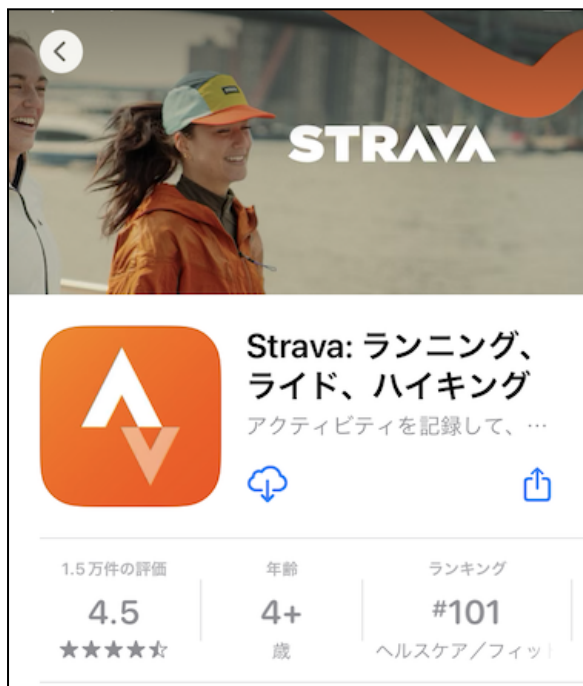 STRAVA
Strava: ランニング、
ライド、ハイキング
アクティビティを記録して、…
1.5万件の評価
年齢
ランキング
4.5
4+
#101
★★★★☆
歳
ヘルスケア／フィッ